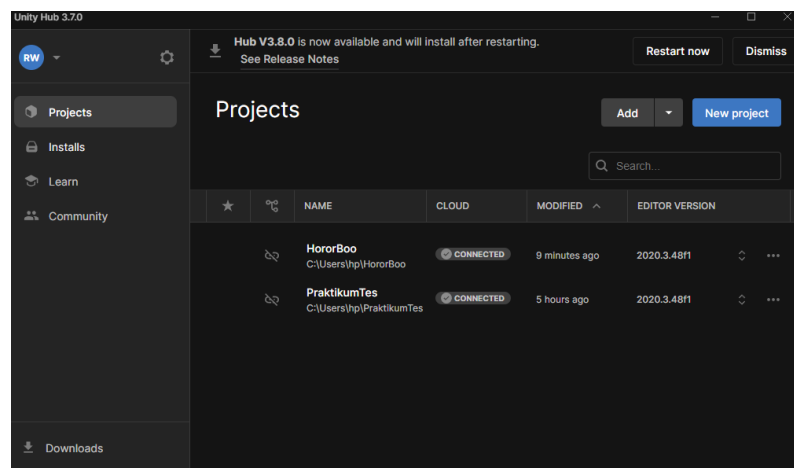 Unity Hub 3.7.0
RW
Hub V3.8.0 is now available and will install after restarting.
See Release Notes
Restart now
Dismiss
Projects
Installs
Learn
Community
Downloads
Projects
Add
New project
Search...
NAME CLOUD MODIFIED EDITOR VERSION
HororBoo CONNECTED 9 minutes ago 2020.3.48f1
C:\Users\hp\HororBoo
PraktikumTes CONNECTED 5 hours ago 2020.3.48f1
C:\Users\hp\PraktikumTes